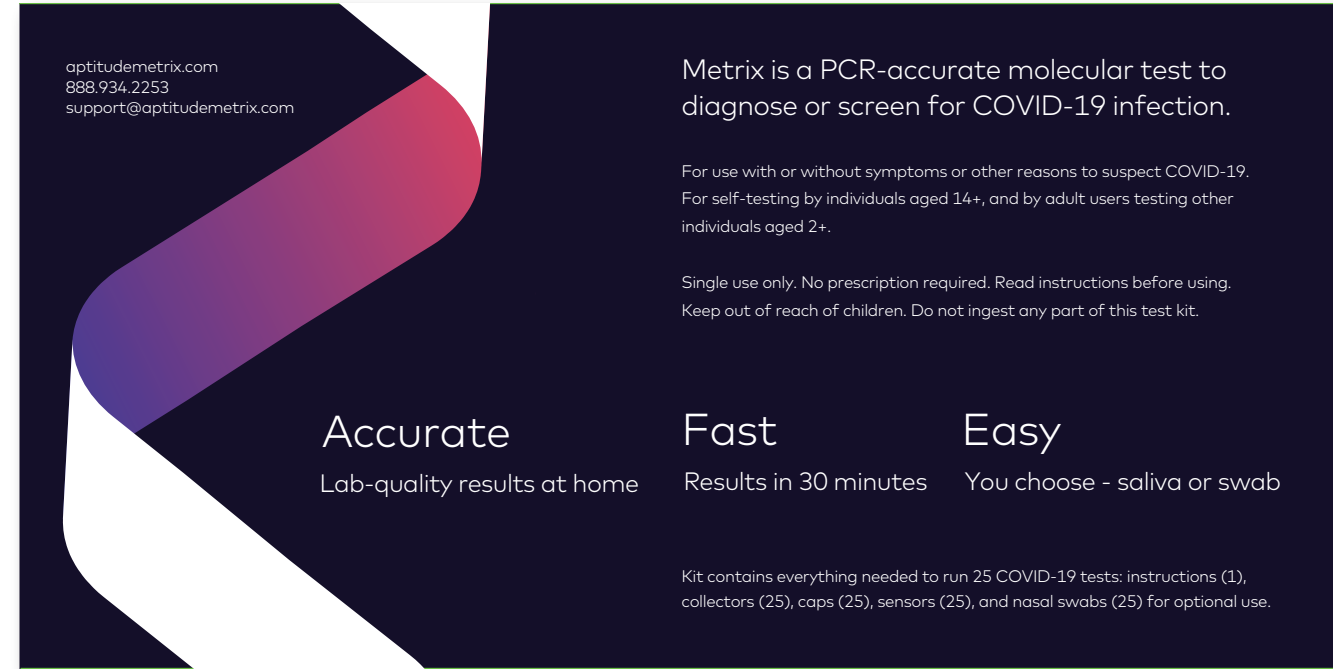 aptitudemetrix.com
888.934.2253
support@aptitudemetrix.com
Metrix is a PCR-accurate molecular test to
diagnose or screen for COVID-19 infection.
For use with or without symptoms or other reasons to suspect COVID-19.
For self-testing by individuals aged 14+, and by adult users testing other
individuals aged 2+.
Single use only. No prescription required. Read instructions before using.
Keep out of reach of children. Do not ingest any part of this test kit.
Accurate
Lab-quality results at home
Fast
Results in 30 minutes
Easy
You choose - saliva or swab
Kit contains everything needed to run 25 COVID-19 tests: instructions (1),
collectors (25), caps (25), sensors (25), and nasal swabs (25) for optional use.